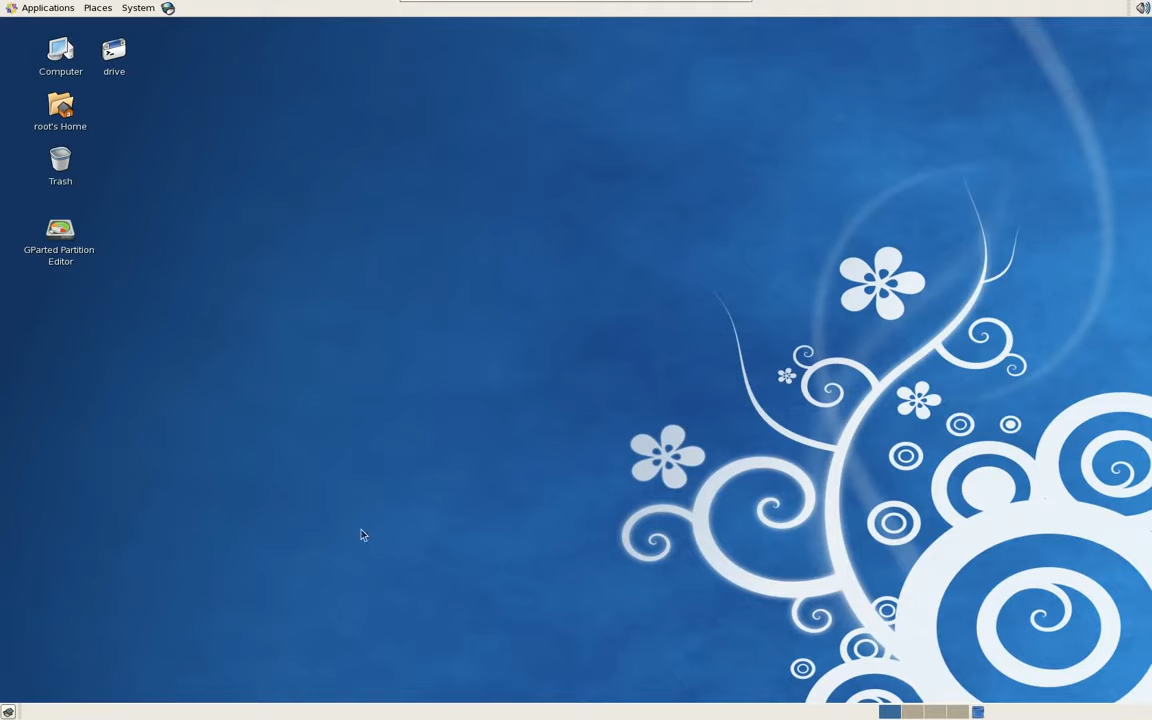 Applications Places System
Computer
drive
root's Home
Trash
GParted Partition
Editor